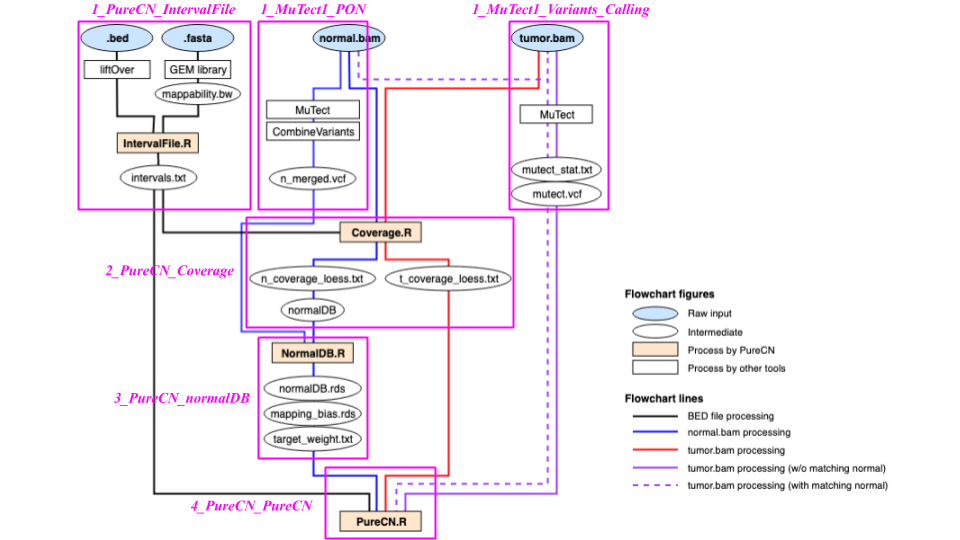 1_PureCN_IntervalFile
1_MuTect1_PON
1_MuTect1_Variants_Calling
.bed
.fasta
normal.bam
tumor.bam
liftOver
GEM library
mappability.bw
MuTect
CombineVariants
MuTect
IntervalFile.R
intervals.txt
n_merged.vcf
mutect_stat.txt
mutect.vcf
Coverage.R
2_PureCN_Coverage
n_coverage_loess.txt
t_coverage_loess.txt
normalDB
NormalDB.R
3_PureCN_normalDB
normalDB.rds
mapping_bias.rds
target_weight.txt
4_PureCN_PureCN
PureCN.R
Flowchart figures
Raw input
Intermediate
Process by PureCN
Process by other tools
Flowchart lines
BED file processing
normal.bam processing
tumor.bam processing
tumor.bam processing (w/o matching normal)
tumor.bam processing (with matching normal)